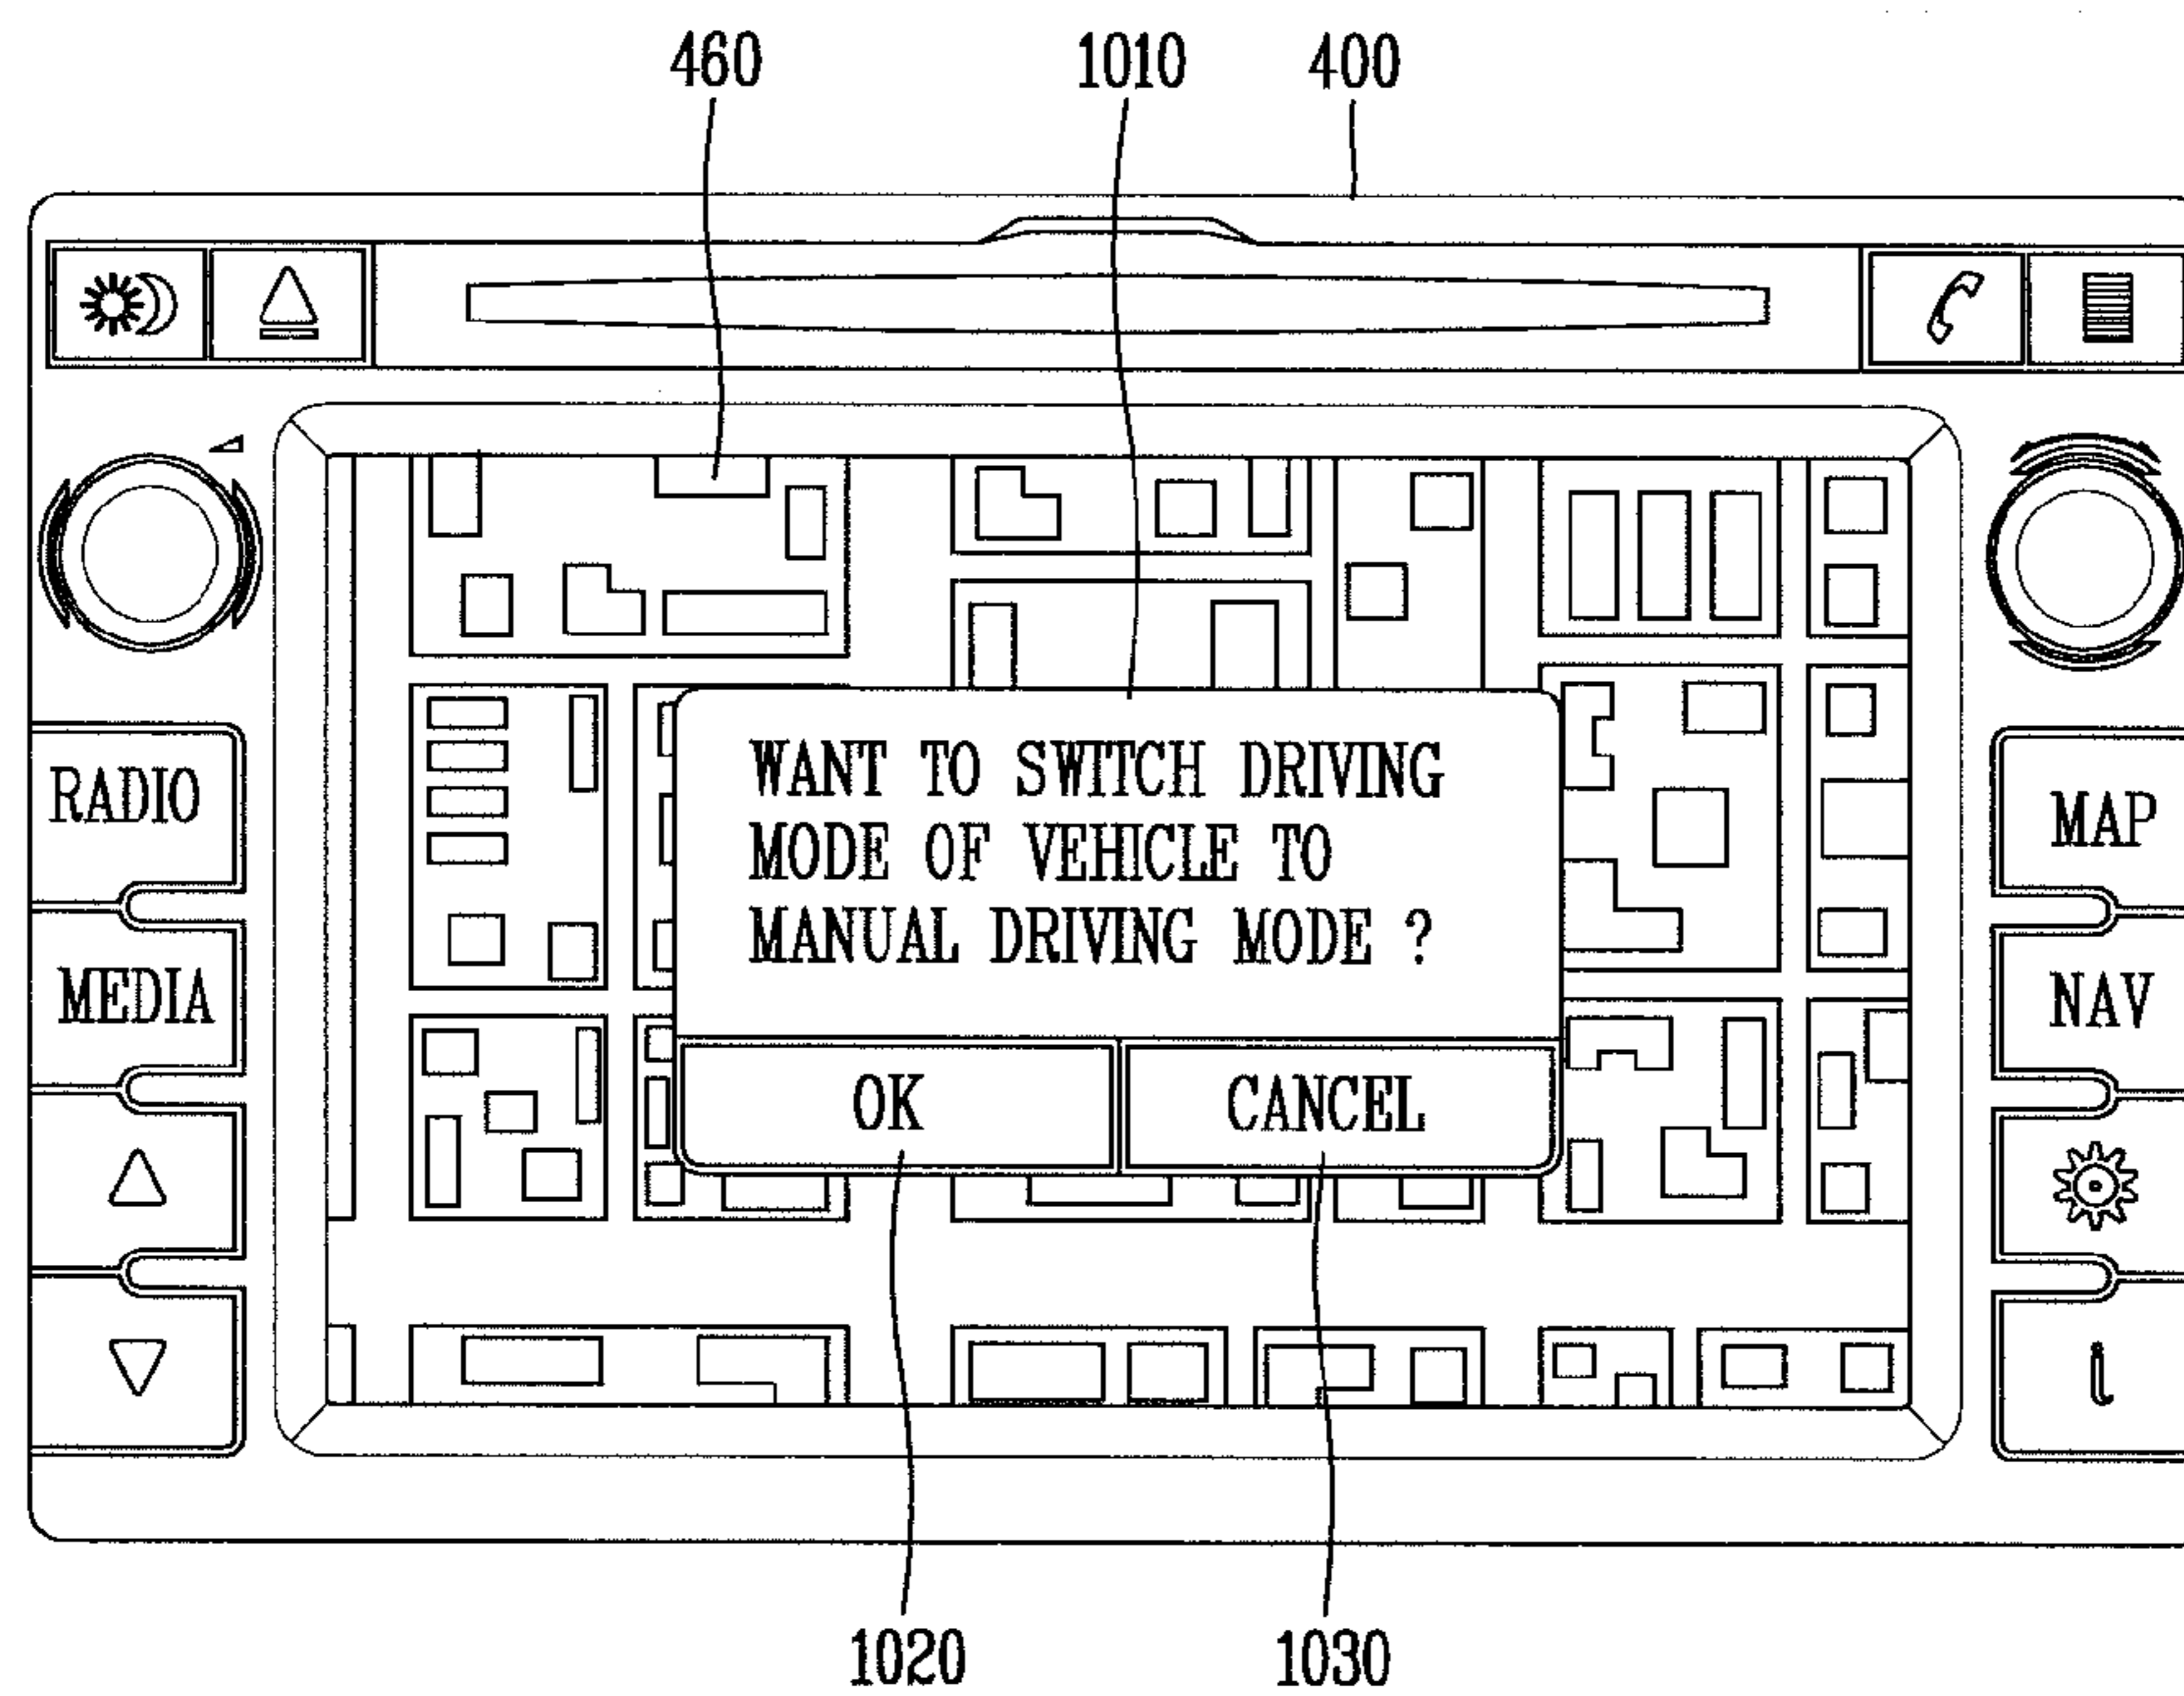 460 1010 400
RADIO
MEDIA
WANT TO SWITCH DRIVING
MODE OF VEHICLE TO
MANUAL DRIVING MODE ?
OK CANCEL
MAP
NAV
i
1020 1030